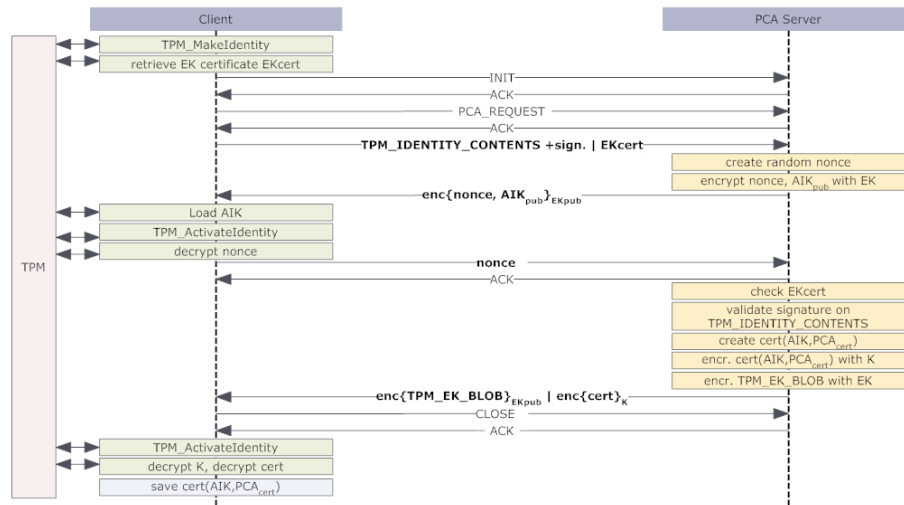 Client
PCA Server
TPM
TPM_MakeIdentity
retrieve EK certificate EKcert
INIT
ACK
PCA_REQUEST
ACK
TPM_IDENTITY_CONTENTS +sign. | EKcert
create random nonce
encrypt nonce, AIKpub with EK
enc{nonce, AIKpub}EKpub
Load AIK
TPM_ActivateIdentity
decrypt nonce
nonce
ACK
check EKcert
validate signature on
TPM_IDENTITY_CONTENTS
create cert(AIK,PCAcert)
encr. cert(AIK,PCAcert) with K
encr. TPM_EK_BLOB with EK
enc{TPM_EK_BLOB}EKpub | enc{cert}K
CLOSE
ACK
TPM_ActivateIdentity
decrypt K, decrypt cert
save cert(AIK,PCAcert)